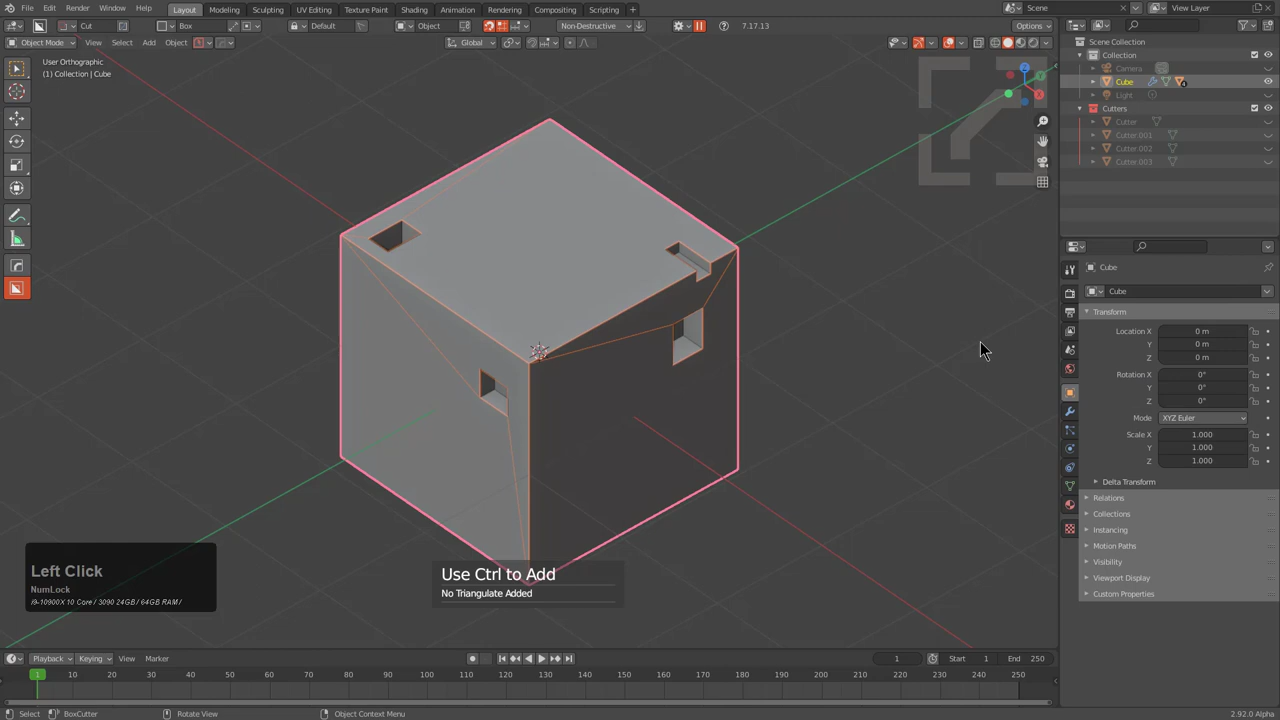 File Edit Render Window Help Layout Modeling Sculpting UV Editing Texture Paint Shading Animation Rendering Compositing Scripting + Scene View Layer
Cut Box Default Object Non-Destructive 7.17.13 Options
Object Mode View Select Add Object Global
User Orthographic
(1) Collection | Cube
Z
Y
X
Scene Collection
Collection
Camera
Cube
Light
Cutters
Cutter
Cutter.001
Cutter.002
Cutter.003
Cube
Cube
Transform
Location X 0 m
Y 0 m
Z 0 m
Rotation X 0°
Y 0°
Z 0°
Mode XYZ Euler
Scale X 1.000
Y 1.000
Z 1.000
Delta Transform
Relations
Collections
Instancing
Motion Paths
Visibility
Viewport Display
Custom Properties
Left Click
NumLock
i9-10900X 10 Core / 3090 24GB / 64GB RAM /
Use Ctrl to Add
No Triangulate Added
Playback Keying View Marker 1 Start 1 End 250
1 10 20 30 40 50 60 70 80 90 100 110 120 130 140 150 160 170 180 190 200 210 220 230 240 250
Select BoxCutter Rotate View Object Context Menu 2.92.0 Alpha